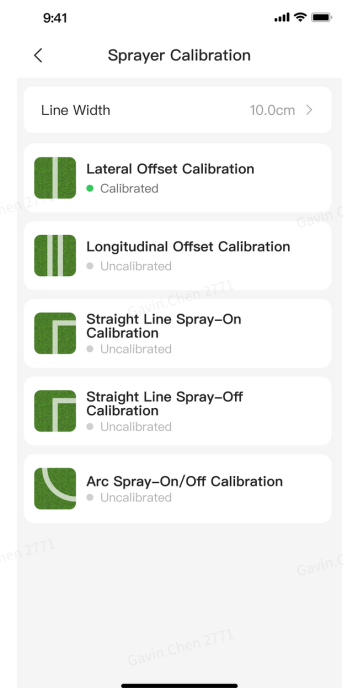 9:41
Sprayer Calibration
Line Width
10.0cm
Lateral Offset Calibration
Calibrated
Longitudinal Offset Calibration
Uncalibrated
Straight Line Spray-On
Calibration
Uncalibrated
Straight Line Spray-Off
Calibration
Uncalibrated
Arc Spray-On/Off Calibration
Uncalibrated
Gavin.Chen 2771
Gavin.Chen 2771